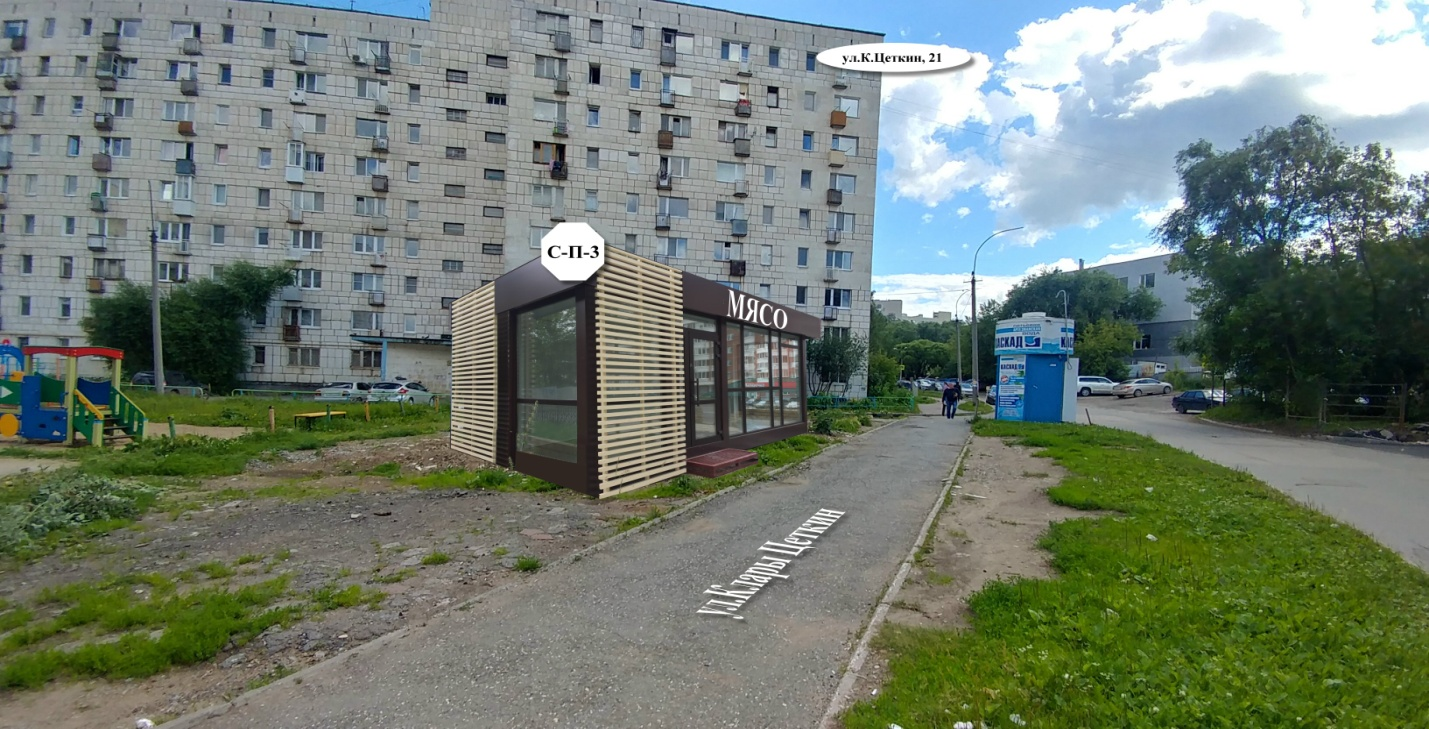 ул.К.Цеткин, 21
С-П-3
МЯСО
КАСКАД
ул.Клары Цеткин